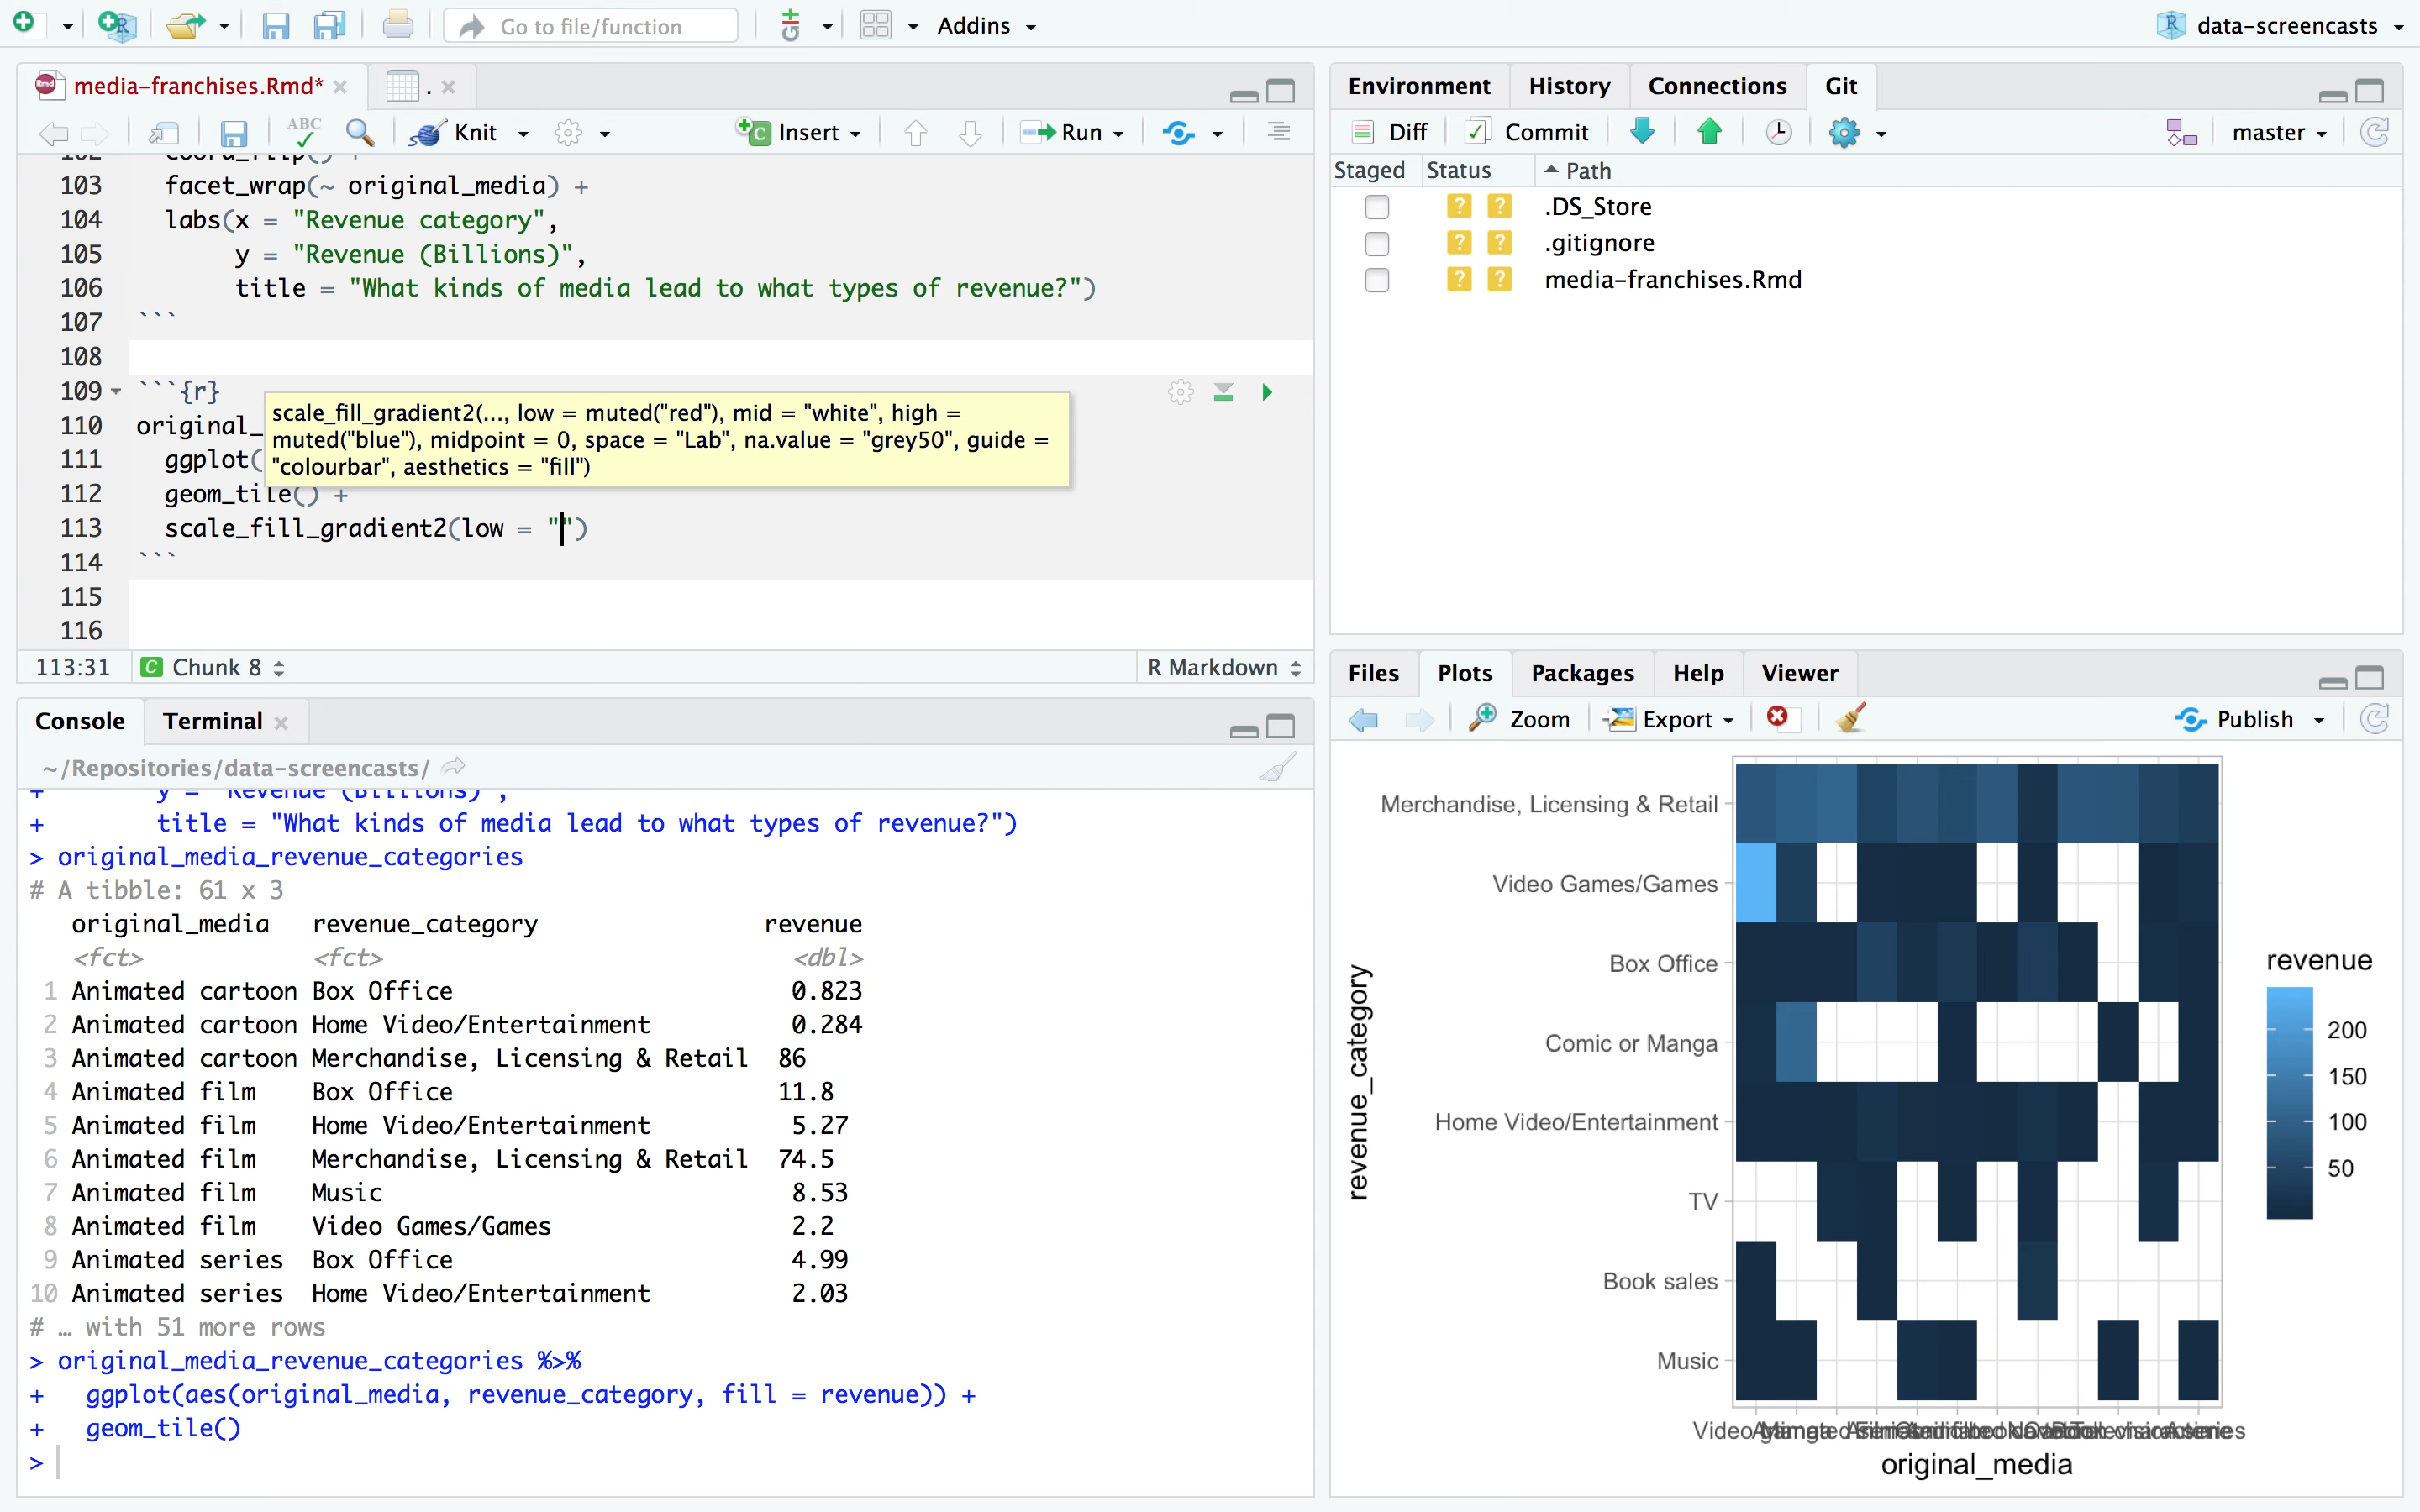 Go to file/function
Addins
data-screencasts
media-franchises.Rmd*
.
Knit
Insert
Run
103 facet_wrap(~ original_media) +
104 labs(x = "Revenue category",
105 y = "Revenue (Billions)",
106 title = "What kinds of media lead to what types of revenue?")
107 ```
108
109 ```{r}
scale_fill_gradient2(..., low = muted("red"), mid = "white", high =
muted("blue"), midpoint = 0, space = "Lab", na.value = "grey50", guide =
"colourbar", aesthetics = "fill")
110 original_
111 ggplot(
112 geom_tile() +
113 scale_fill_gradient2(low = "")
114 ```
115
116
113:31 Chunk 8 R Markdown
Console Terminal
~/Repositories/data-screencasts/
+ y = "Revenue (Billions)",
+ title = "What kinds of media lead to what types of revenue?")
> original_media_revenue_categories
# A tibble: 61 x 3
original_media revenue_category revenue
<fct> <fct> <dbl>
1 Animated cartoon Box Office 0.823
2 Animated cartoon Home Video/Entertainment 0.284
3 Animated cartoon Merchandise, Licensing & Retail 86
4 Animated film Box Office 11.8
5 Animated film Home Video/Entertainment 5.27
6 Animated film Merchandise, Licensing & Retail 74.5
7 Animated film Music 8.53
8 Animated film Video Games/Games 2.2
9 Animated series Box Office 4.99
10 Animated series Home Video/Entertainment 2.03
# … with 51 more rows
> original_media_revenue_categories %>%
+ ggplot(aes(original_media, revenue_category, fill = revenue)) +
+ geom_tile()
>
Environment History Connections Git
Diff Commit master
Staged Status Path
? ? .DS_Store
? ? .gitignore
? ? media-franchises.Rmd
Files Plots Packages Help Viewer
Zoom Export Publish
Merchandise, Licensing & Retail
Video Games/Games
Box Office
Comic or Manga
Home Video/Entertainment
TV
Book sales
Music
revenue_category
original_media
revenue
200
150
100
50